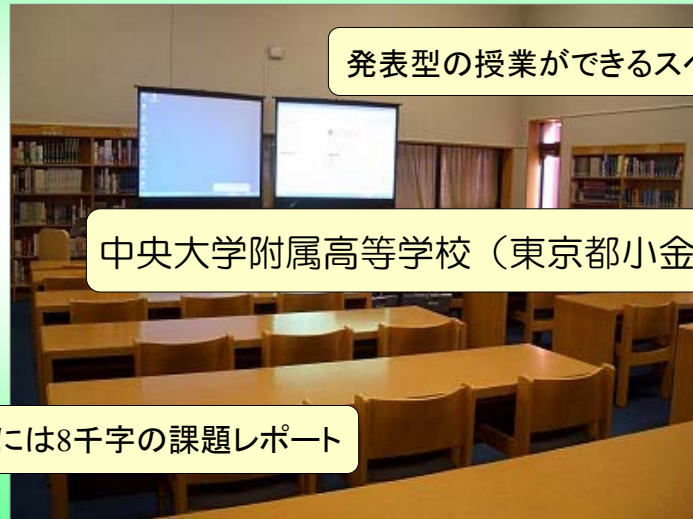 発表型の授業ができるスペ
中央大学附属高等学校（東京都小金
には8千字の課題レポート